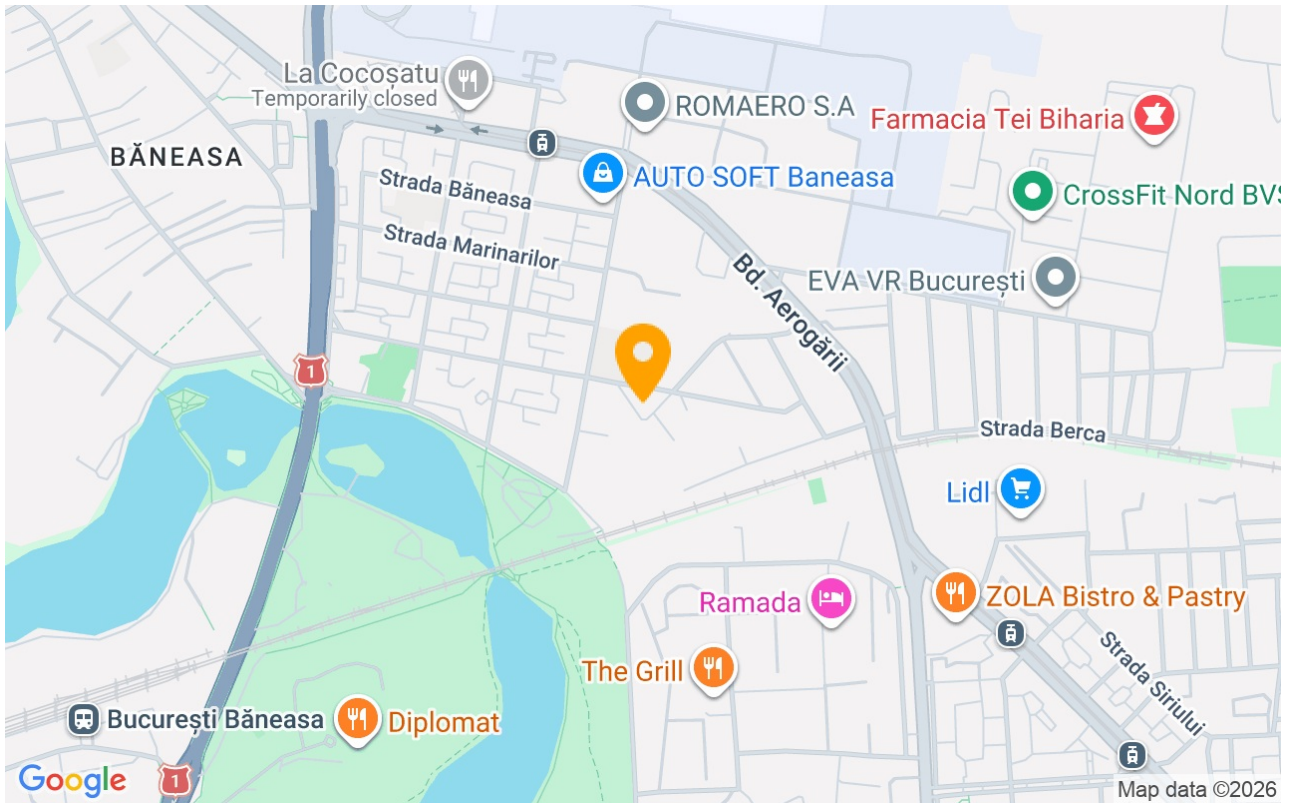 La Cocoșatu
Temporarily closed
ROMAERO S.A
Farmacia Tei Biharia
BĂNEASA
Strada Băneasa
AUTO SOFT Baneasa
CrossFit Nord BVS
Strada Marinarilor
Bd. Aerogării
EVA VR București
1
Strada Berca
Lidl
Ramada
ZOLA Bistro & Pastry
The Grill
Strada Siriului
București Băneasa
Diplomat
Google
1
Map data ©2026